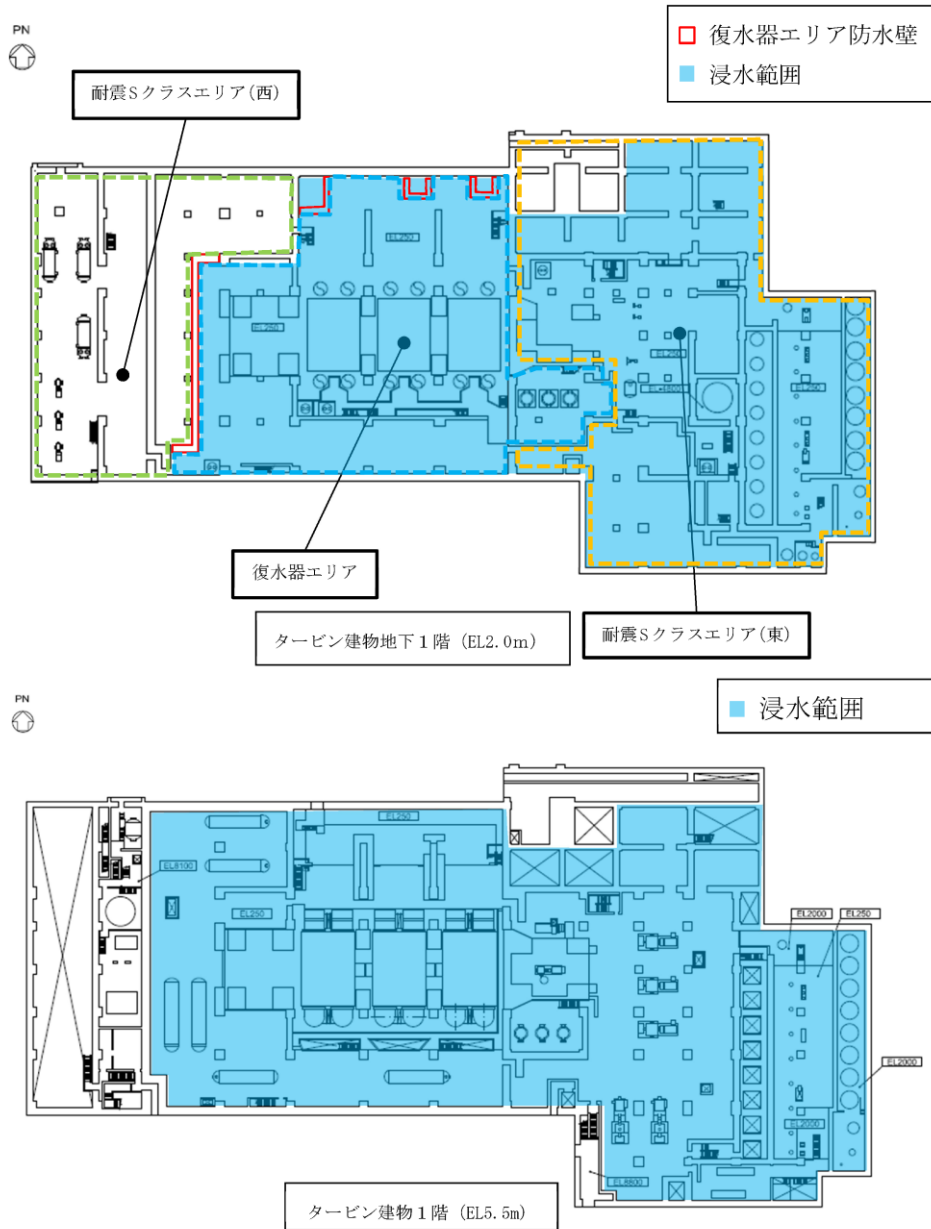 PN
復水器エリア防水壁
浸水範囲
耐震Sクラスエリア(西)
EL250
EL250
EL250
復水器エリア
耐震Sクラスエリア(東)
タービン建物地下1階 (EL2.0m)
PN
浸水範囲
EL250
EL8100
EL250
EL2000
EL250
EL2000
EL2000
EL8800
タービン建物1階 (EL5.5m)